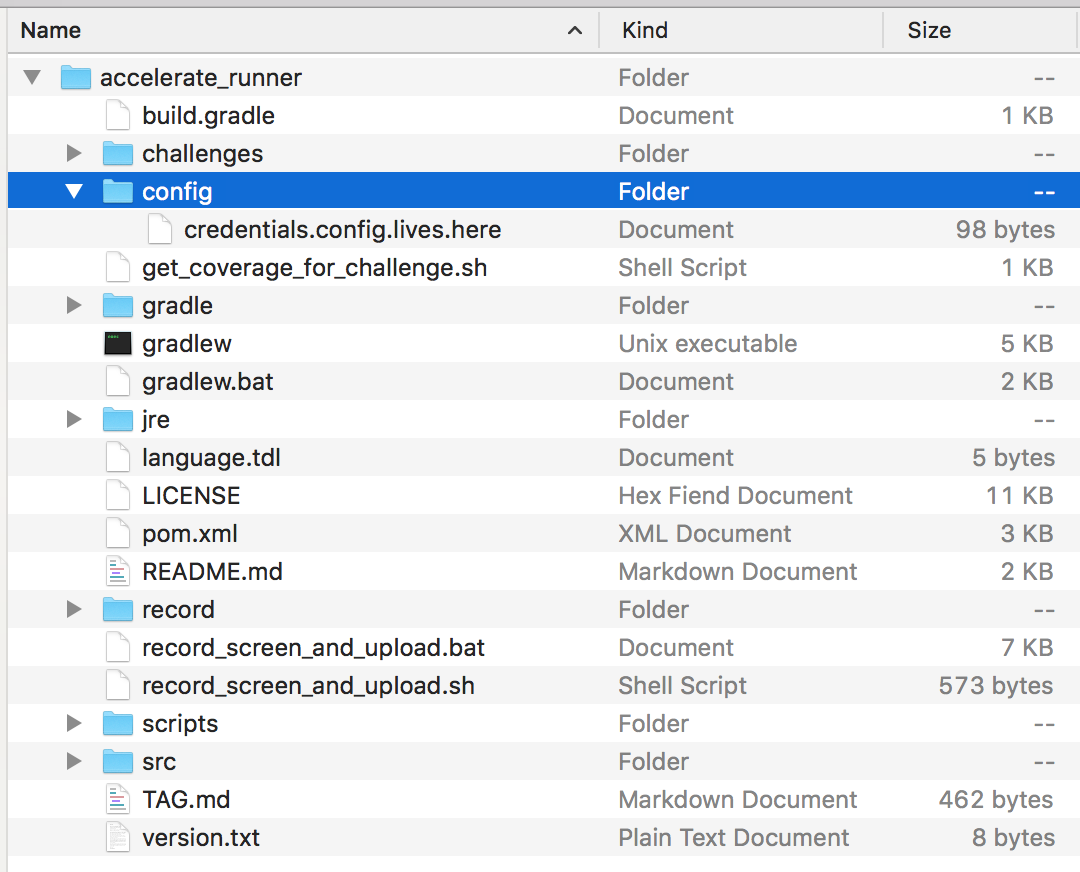 Name Kind Size
accelerate_runner Folder --
build.gradle Document 1 KB
challenges Folder --
config Folder --
credentials.config.lives.here Document 98 bytes
get_coverage_for_challenge.sh Shell Script 1 KB
gradle Folder --
gradlew Unix executable 5 KB
gradlew.bat Document 2 KB
jre Folder --
language.tdl Document 5 bytes
LICENSE Hex Fiend Document 11 KB
pom.xml XML Document 3 KB
README.md Markdown Document 2 KB
record Folder --
record_screen_and_upload.bat Document 7 KB
record_screen_and_upload.sh Shell Script 573 bytes
scripts Folder --
src Folder --
TAG.md Markdown Document 462 bytes
version.txt Plain Text Document 8 bytes